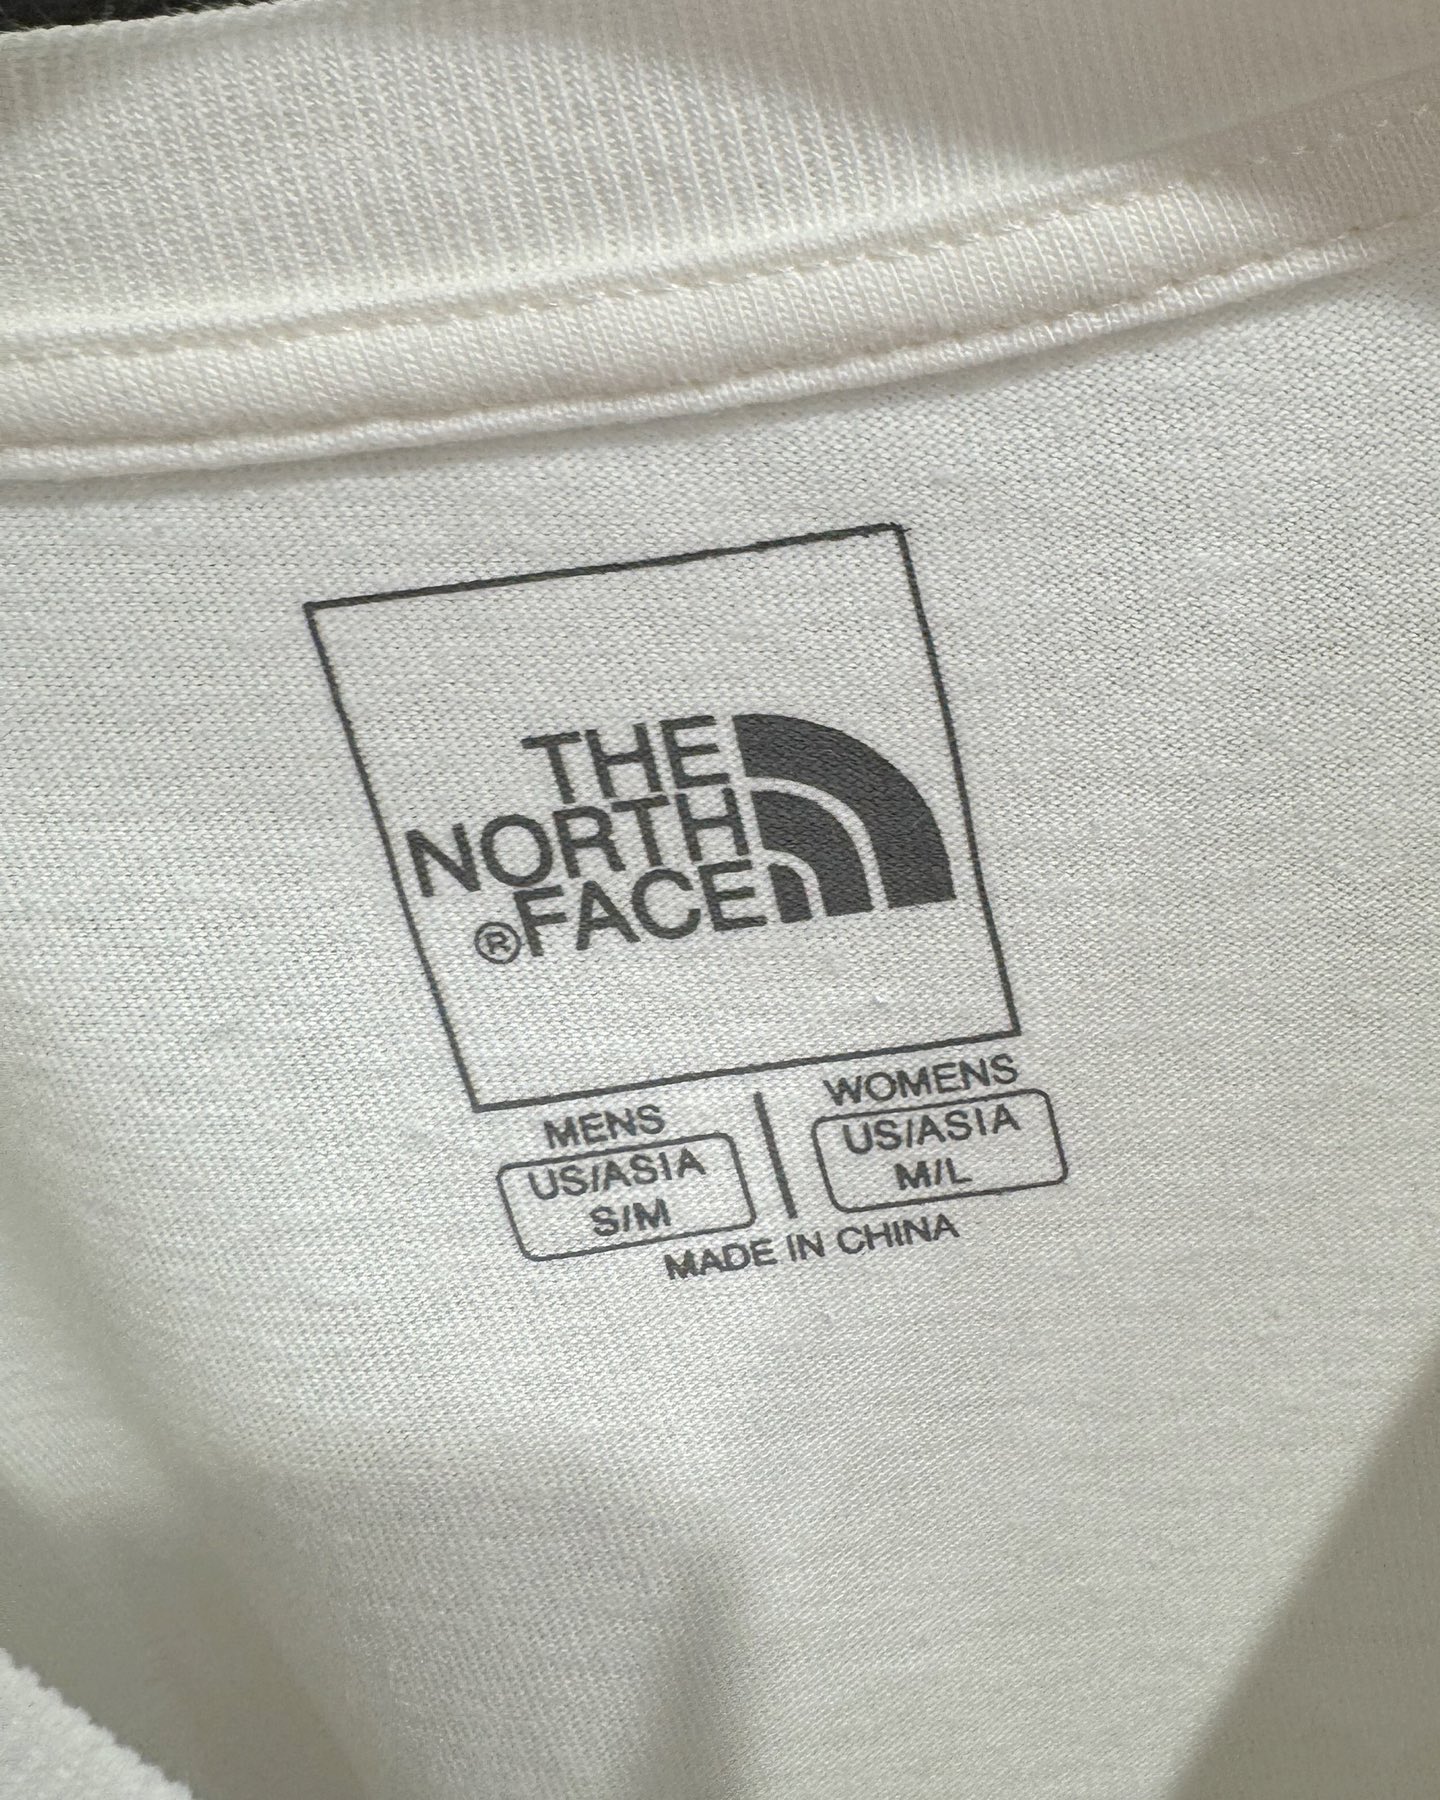 THE
NORTH
®FACE
MENS
US/ASIA
S/M
WOMENS
US/ASIA
M/L
MADE IN CHINA